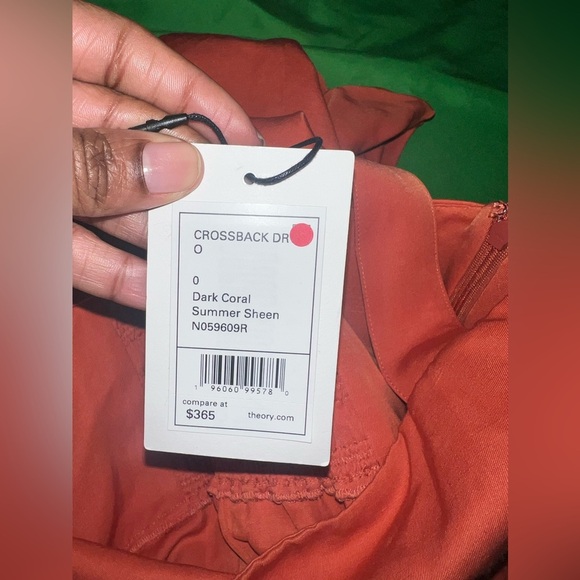 CROSSBACK DR
O
0
Dark Coral
Summer Sheen
N059609R
1 96060 99578 0
compare at
$365 theory.com